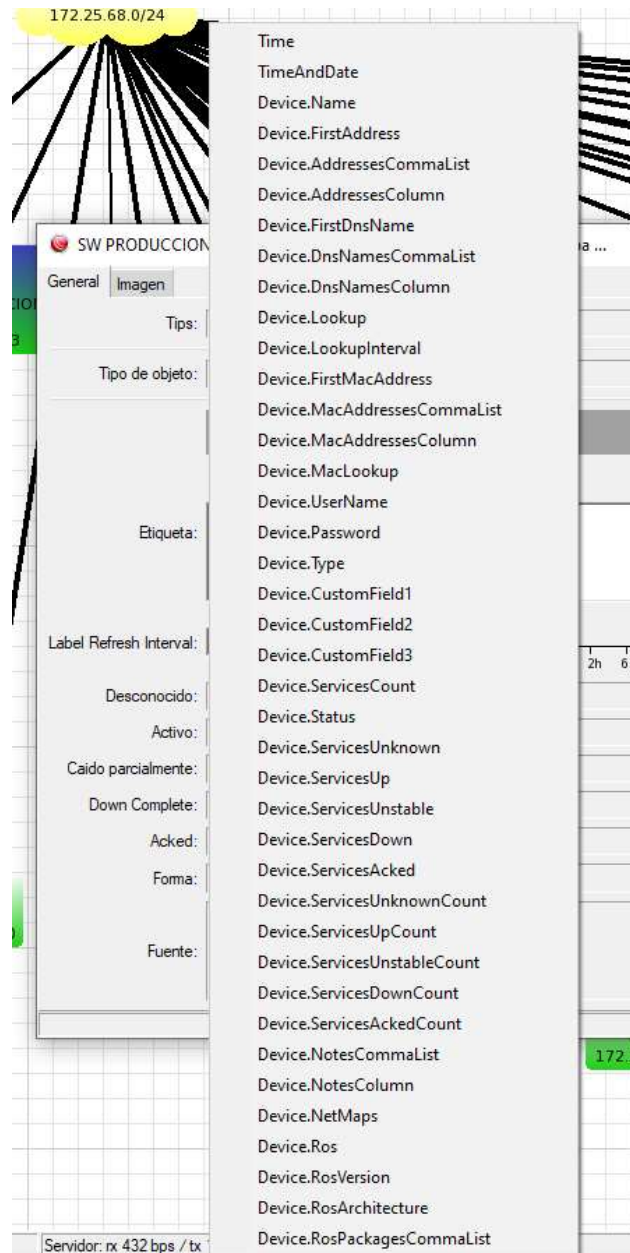 172.25.68.0/24
Time
TimeAndDate
Device.Name
Device.FirstAddress
Device.AddressesCommaList
Device.AddressesColumn
Device.FirstDnsName
Device.DnsNamesCommaList
Device.DnsNamesColumn
Device.Lookup
Device.LookupInterval
Device.FirstMacAddress
Device.MacAddressesCommaList
Device.MacAddressesColumn
Device.MacLookup
Device.UserName
Device.Password
Device.Type
Device.CustomField1
Device.CustomField2
Device.CustomField3
Device.ServicesCount
Device.Status
Device.ServicesUnknown
Device.ServicesUp
Device.ServicesUnstable
Device.ServicesDown
Device.ServicesAcked
Device.ServicesUnknownCount
Device.ServicesUpCount
Device.ServicesUnstableCount
Device.ServicesDownCount
Device.ServicesAckedCount
Device.NotesCommaList
Device.NotesColumn
Device.NetMaps
Device.Ros
Device.RosVersion
Device.RosArchitecture
Device.RosPackagesCommaList
SW PRODUCCION
a ...
General Imagen
Tips:
Tipo de objeto:
Etiqueta:
Label Refresh Interval:
2h 6
Desconocido:
Activo:
Caido parcialmente:
Down Complete:
Acked:
Forma:
Fuente:
172.
Servidor: rx 432 bps / tx